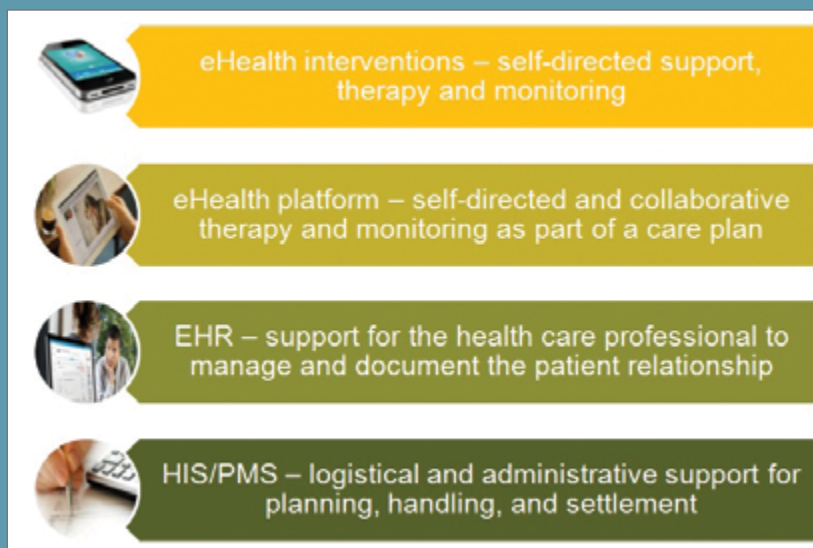 eHealth interventions – self-directed support,
therapy and monitoring
eHealth platform – self-directed and collaborative
therapy and monitoring as part of a care plan
EHR – support for the health care professional to
manage and document the patient relationship
HIS/PMS – logistical and administrative support for
planning, handling, and settlement